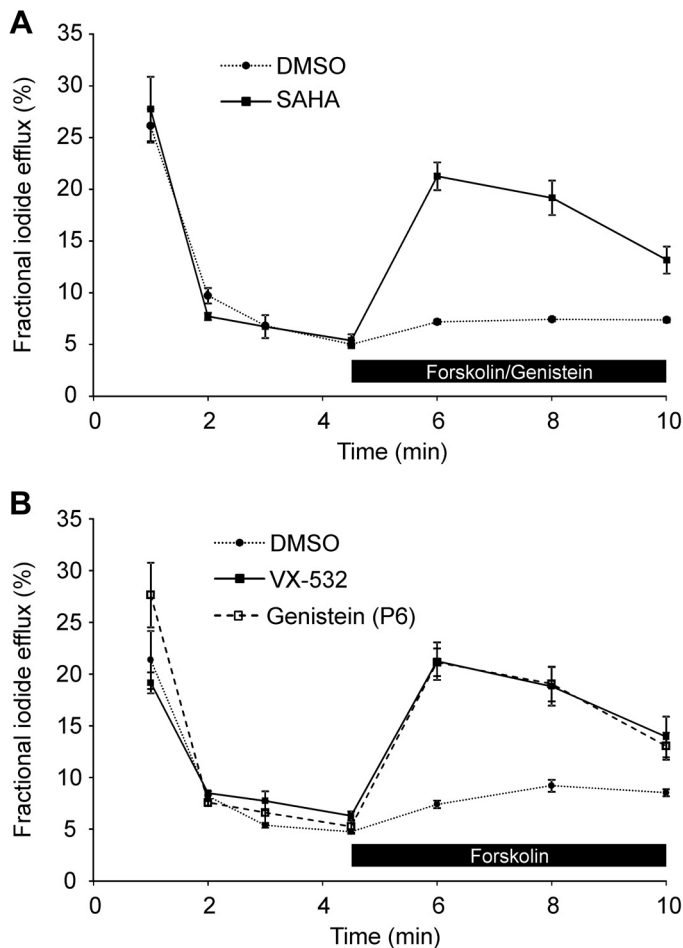 A
35
30
25
20
15
10
5
0
Fractional iodide efflux (%)
DMSO
SAHA
Forskolin/Genistein
0 2 4 6 8 10
Time (min)
B
35
30
25
20
15
10
5
0
Fractional iodide efflux (%)
DMSO
VX-532
Genistein (P6)
Forskolin
0 2 4 6 8 10
Time (min)